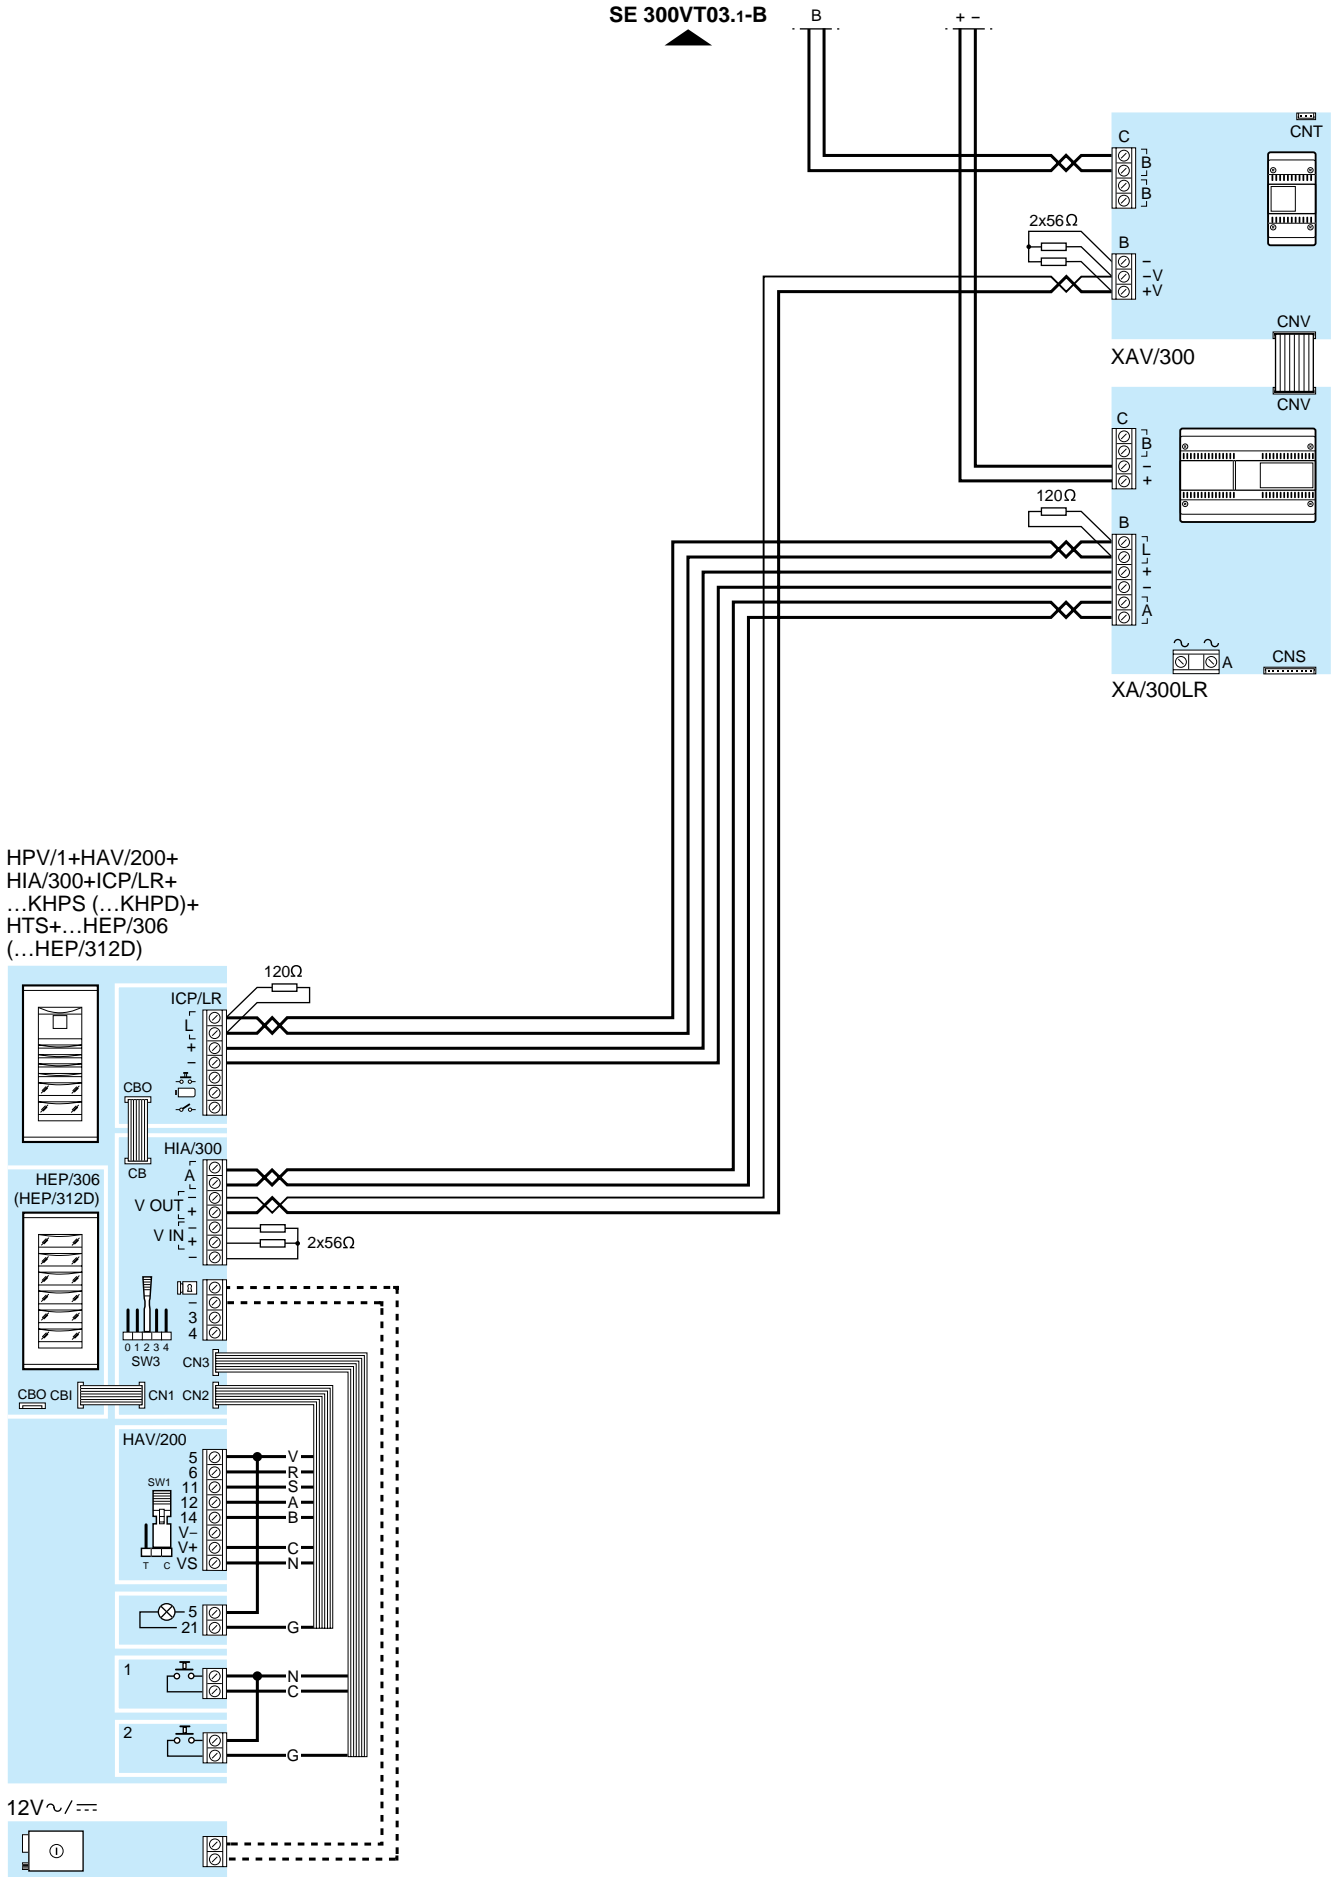 SE 300VT03.1-B
B
+ −
CNT
C
B
B
2x56Ω
B
−
−V
+V
CNV
XAV/300
CNV
C
B
−
+
120Ω
B
L
+
−
A
A
CNS
XA/300LR
HPV/1+HAV/200+
HIA/300+ICP/LR+
...KHPS (...KHPD)+
HTS+...HEP/306
(...HEP/312D)
120Ω
ICP/LR
L
+
−
CBO
CB
HIA/300
A
−
V OUT
+
−
V IN
+
−
2x56Ω
HEP/306
(HEP/312D)
−
3
4
0 1 2 3 4
SW3
CN3
CBO CBI
CN1 CN2
HAV/200
5 V
6 R
SW1
11 S
12 A
14 B
V−
V+ C
T C
VS N
5
21 G
1
N
C
2
G
12V~/⎓